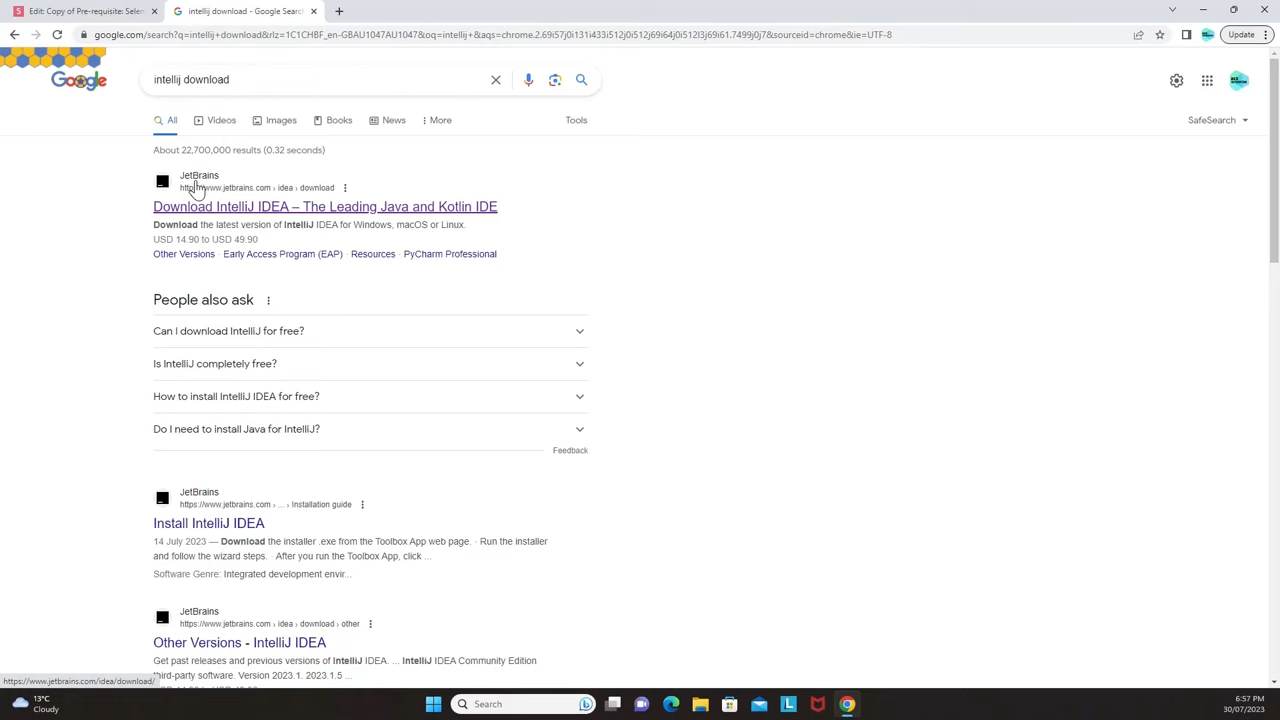 Edit: Copy of Pre-requisite: Selen
intellij download - Google Search
google.com/search?q=intellij+download&rlz=1C1CHBF_en-GBAU1047AU1047&oq=intellij+&aqs=chrome.2.69i57j0i131i433i512j0i512j69i64j0i512l3j69i61.7499j0j7&sourceid=chrome&ie=UTF-8
Update
Google
intellij download
All
Videos
Images
Books
News
More
Tools
SafeSearch
About 22,700,000 results (0.32 seconds)
JetBrains
www.jetbrains.com › idea › download
Download IntelliJ IDEA – The Leading Java and Kotlin IDE
Download the latest version of IntelliJ IDEA for Windows, macOS or Linux.
USD 14.90 to USD 49.90
Other Versions · Early Access Program (EAP) · Resources · PyCharm Professional
People also ask
Can I download IntelliJ for free?
Is IntelliJ completely free?
How to install IntelliJ IDEA for free?
Do I need to install Java for IntelliJ?
Feedback
JetBrains
https://www.jetbrains.com › ... › Installation guide
Install IntelliJ IDEA
14 July 2023 — Download the installer .exe from the Toolbox App web page. · Run the installer
and follow the wizard steps. · After you run the Toolbox App, click ...
Software Genre: Integrated development envir...
JetBrains
https://www.jetbrains.com › idea › download › other
Other Versions - IntelliJ IDEA
Get past releases and previous versions of IntelliJ IDEA. ... IntelliJ IDEA Community Edition
third-party software. Version 2023.1. 2023.1.5 ...
https://www.jetbrains.com/idea/download/
13°C
Cloudy
Search
6:57 PM
30/07/2023